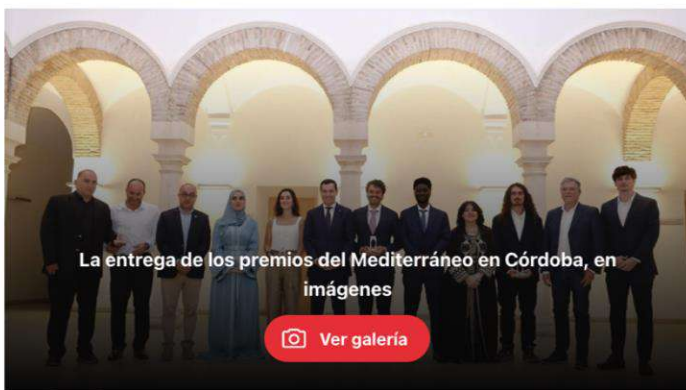 La entrega de los premios del Mediterráneo en Córdoba, en
imágenes
Ver galería